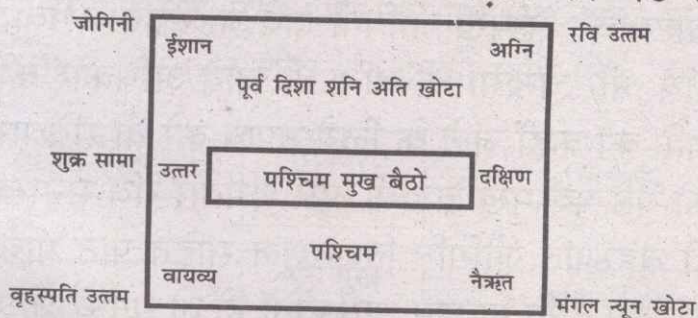 जोगिनी
रवि उत्तम
ईशान
अग्नि
पूर्व दिशा शनि अति खोटा
शुक्र सामा
उत्तर
पश्चिम मुख बैठो
दक्षिण
पश्चिम
वायव्य
नैऋत
वृहस्पति उत्तम
मंगल न्यून खोटा